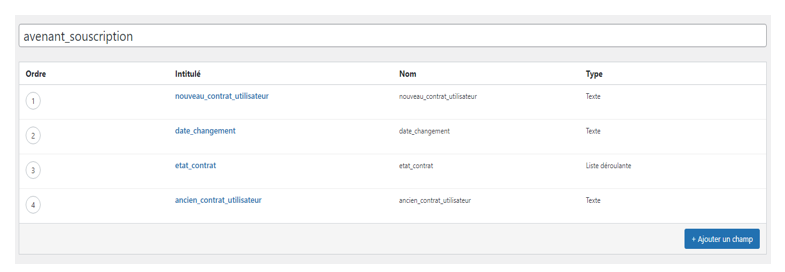 avenant_souscription
Ordre Intitulé Nom Type
1 nouveau_contrat_utilisateur nouveau_contrat_utilisateur Texte
2 date_changement date_changement Texte
3 etat_contrat etat_contrat Liste déroulante
4 ancien_contrat_utilisateur ancien_contrat_utilisateur Texte
+ Ajouter un champ